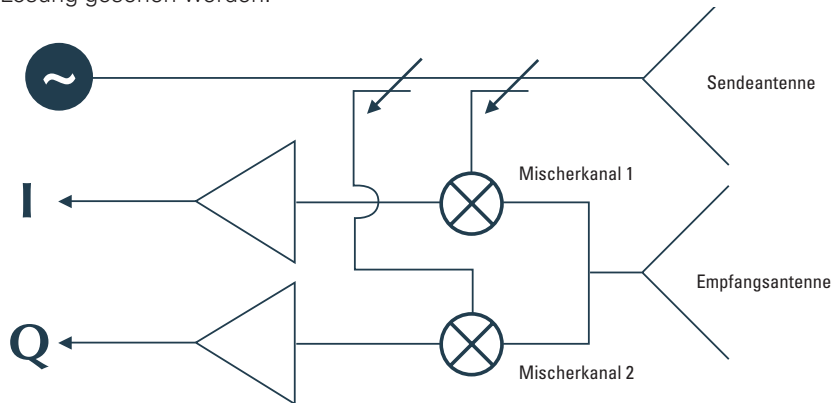 Lösung gesehen werden.
~
Sendeantenne
I
Mischerkanal 1
Empfangsantenne
Q
Mischerkanal 2